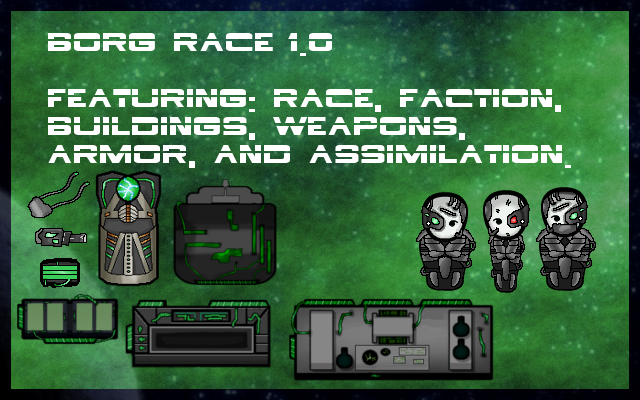 BORG RACE 1.0
FEATURING: RACE, FACTION,
BUILDINGS, WEAPONS,
ARMOR, AND ASSIMILATION.